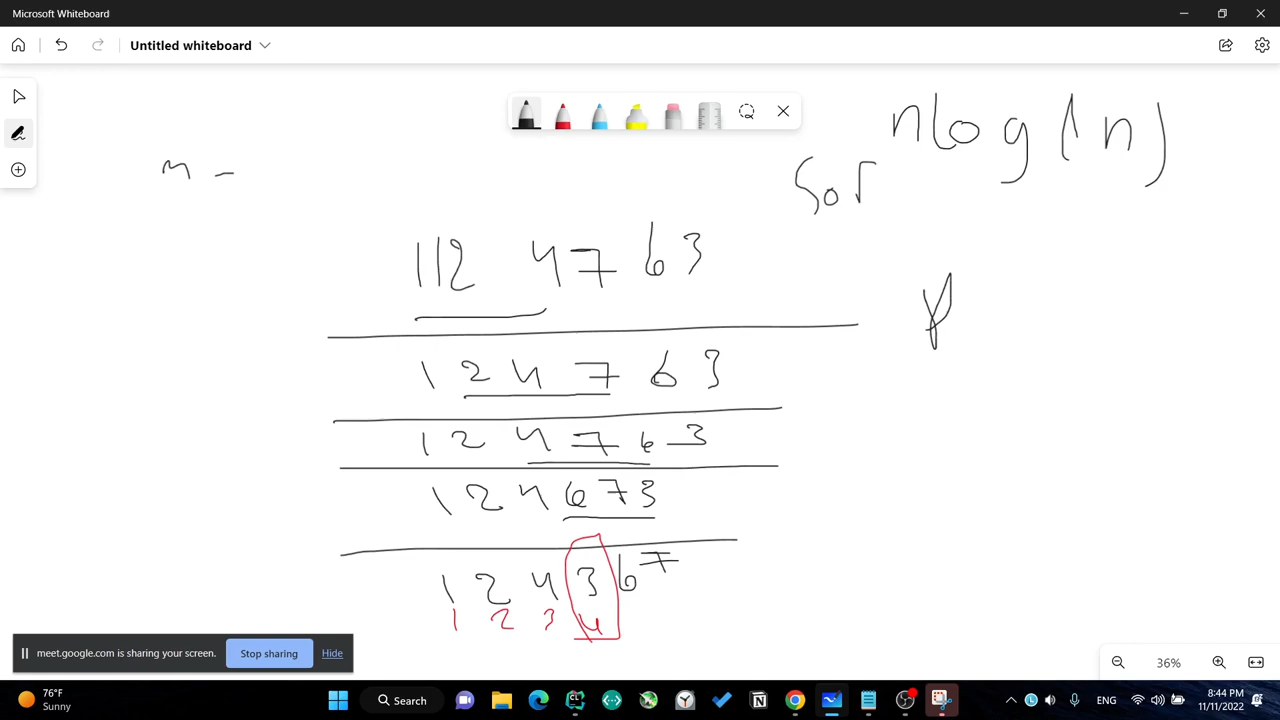 Microsoft Whiteboard
Untitled whiteboard
nlog(n)
n -
Sor
112 4 7 6 3
1 2 4 7 6 3
1 2 4 7 6 3
1 2 4 6 7 3
1 2 4 3 6 7
1 2 3 4
meet.google.com is sharing your screen.
Stop sharing
Hide
36%
76°F
Sunny
Search
ENG
8:44 PM
11/11/2022